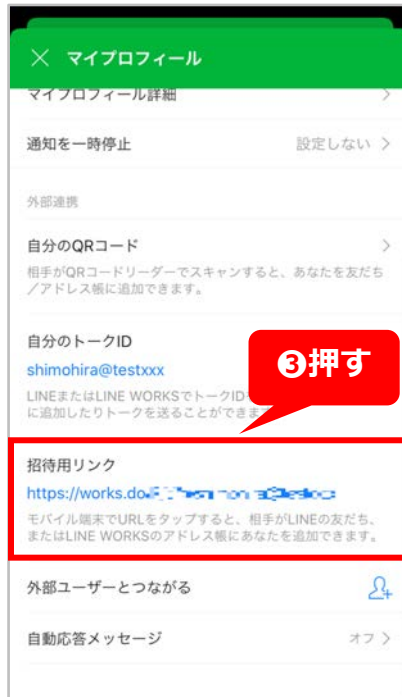 マイプロフィール
マイプロフィール詳細
通知を一時停止 設定しない
外部連携
自分のQRコード
相手がQRコードリーダーでスキャンすると、あなたを友だち
／アドレス帳に追加できます。
自分のトークID
shimohira@testxxx
❸押す
LINEまたはLINE WORKSでトークID
に追加したりトークを送ることができま
招待用リンク
https://works.do
モバイル端末でURLをタップすると、相手がLINEの友だち、
またはLINE WORKSのアドレス帳にあなたを追加できます。
外部ユーザーとつながる
自動応答メッセージ オフ